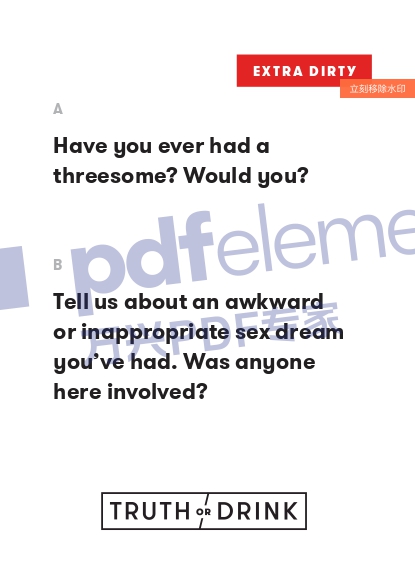 EXTRA DIRTY
立刻移除水印
A
Have you ever had a
threesome? Would you?
pdfeleme
B
Tell us about an awkward
or inappropriate sex dream
you've had. Was anyone
here involved?
万兴PDF专家
TRUTH OR DRINK